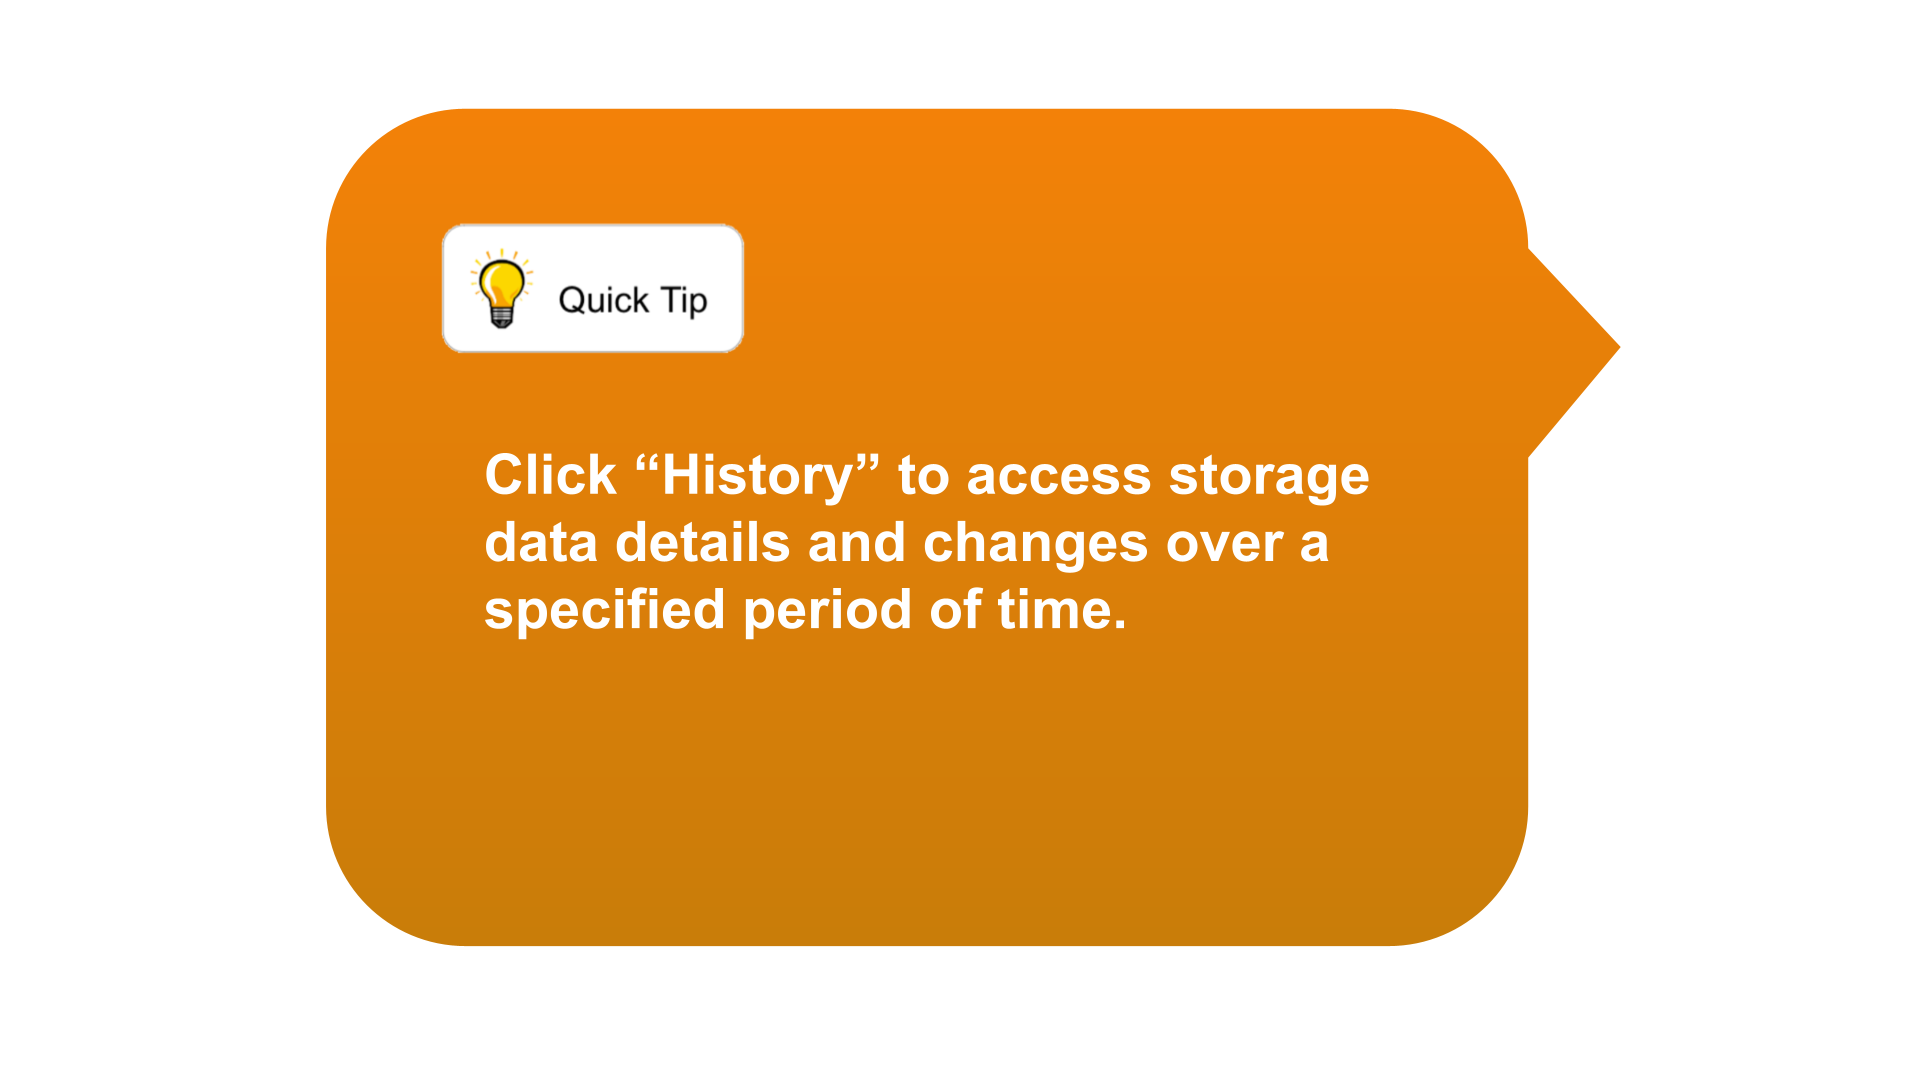 Quick Tip
Click “History” to access storage
data details and changes over a
specified period of time.